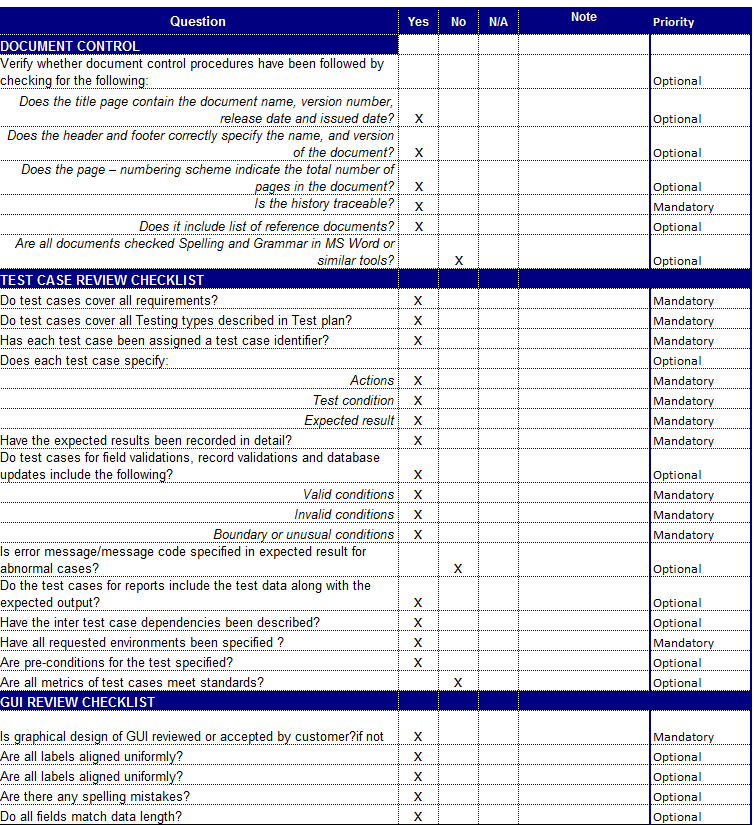 Question Yes No N/A Note Priority
DOCUMENT CONTROL
Verify whether document control procedures have been followed by
checking for the following: Optional
Does the title page contain the document name, version number,
release date and issued date? X Optional
Does the header and footer correctly specify the name, and version
of the document? X Optional
Does the page – numbering scheme indicate the total number of
pages in the document? X Optional
Is the history traceable? X Mandatory
Does it include list of reference documents? X Optional
Are all documents checked Spelling and Grammar in MS Word or
similar tools? X Optional
TEST CASE REVIEW CHECKLIST
Do test cases cover all requirements? X Mandatory
Do test cases cover all Testing types described in Test plan? X Mandatory
Has each test case been assigned a test case identifier? X Mandatory
Does each test case specify: Optional
Actions X Mandatory
Test condition X Mandatory
Expected result X Mandatory
Have the expected results been recorded in detail? X Mandatory
Do test cases for field validations, record validations and database
updates include the following? X Optional
Valid conditions X Mandatory
Invalid conditions X Mandatory
Boundary or unusual conditions X Mandatory
Is error message/message code specified in expected result for
abnormal cases? X Optional
Do the test cases for reports include the test data along with the
expected output? X Optional
Have the inter test case dependencies been described? X Optional
Have all requested environments been specified ? X Mandatory
Are pre-conditions for the test specified? X Optional
Are all metrics of test cases meet standards? X Optional
GUI REVIEW CHECKLIST
Is graphical design of GUI reviewed or accepted by customer?if not X Mandatory
Are all labels aligned uniformly? X Optional
Are all labels aligned uniformly? X Optional
Are there any spelling mistakes? X Optional
Do all fields match data length? X Optional